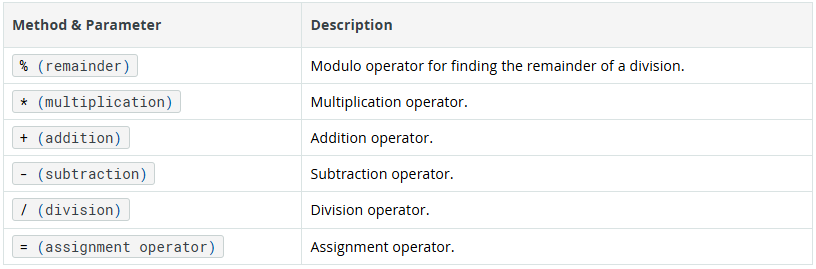 Method & Parameter Description
% (remainder) Modulo operator for finding the remainder of a division.
* (multiplication) Multiplication operator.
+ (addition) Addition operator.
- (subtraction) Subtraction operator.
/ (division) Division operator.
= (assignment operator) Assignment operator.